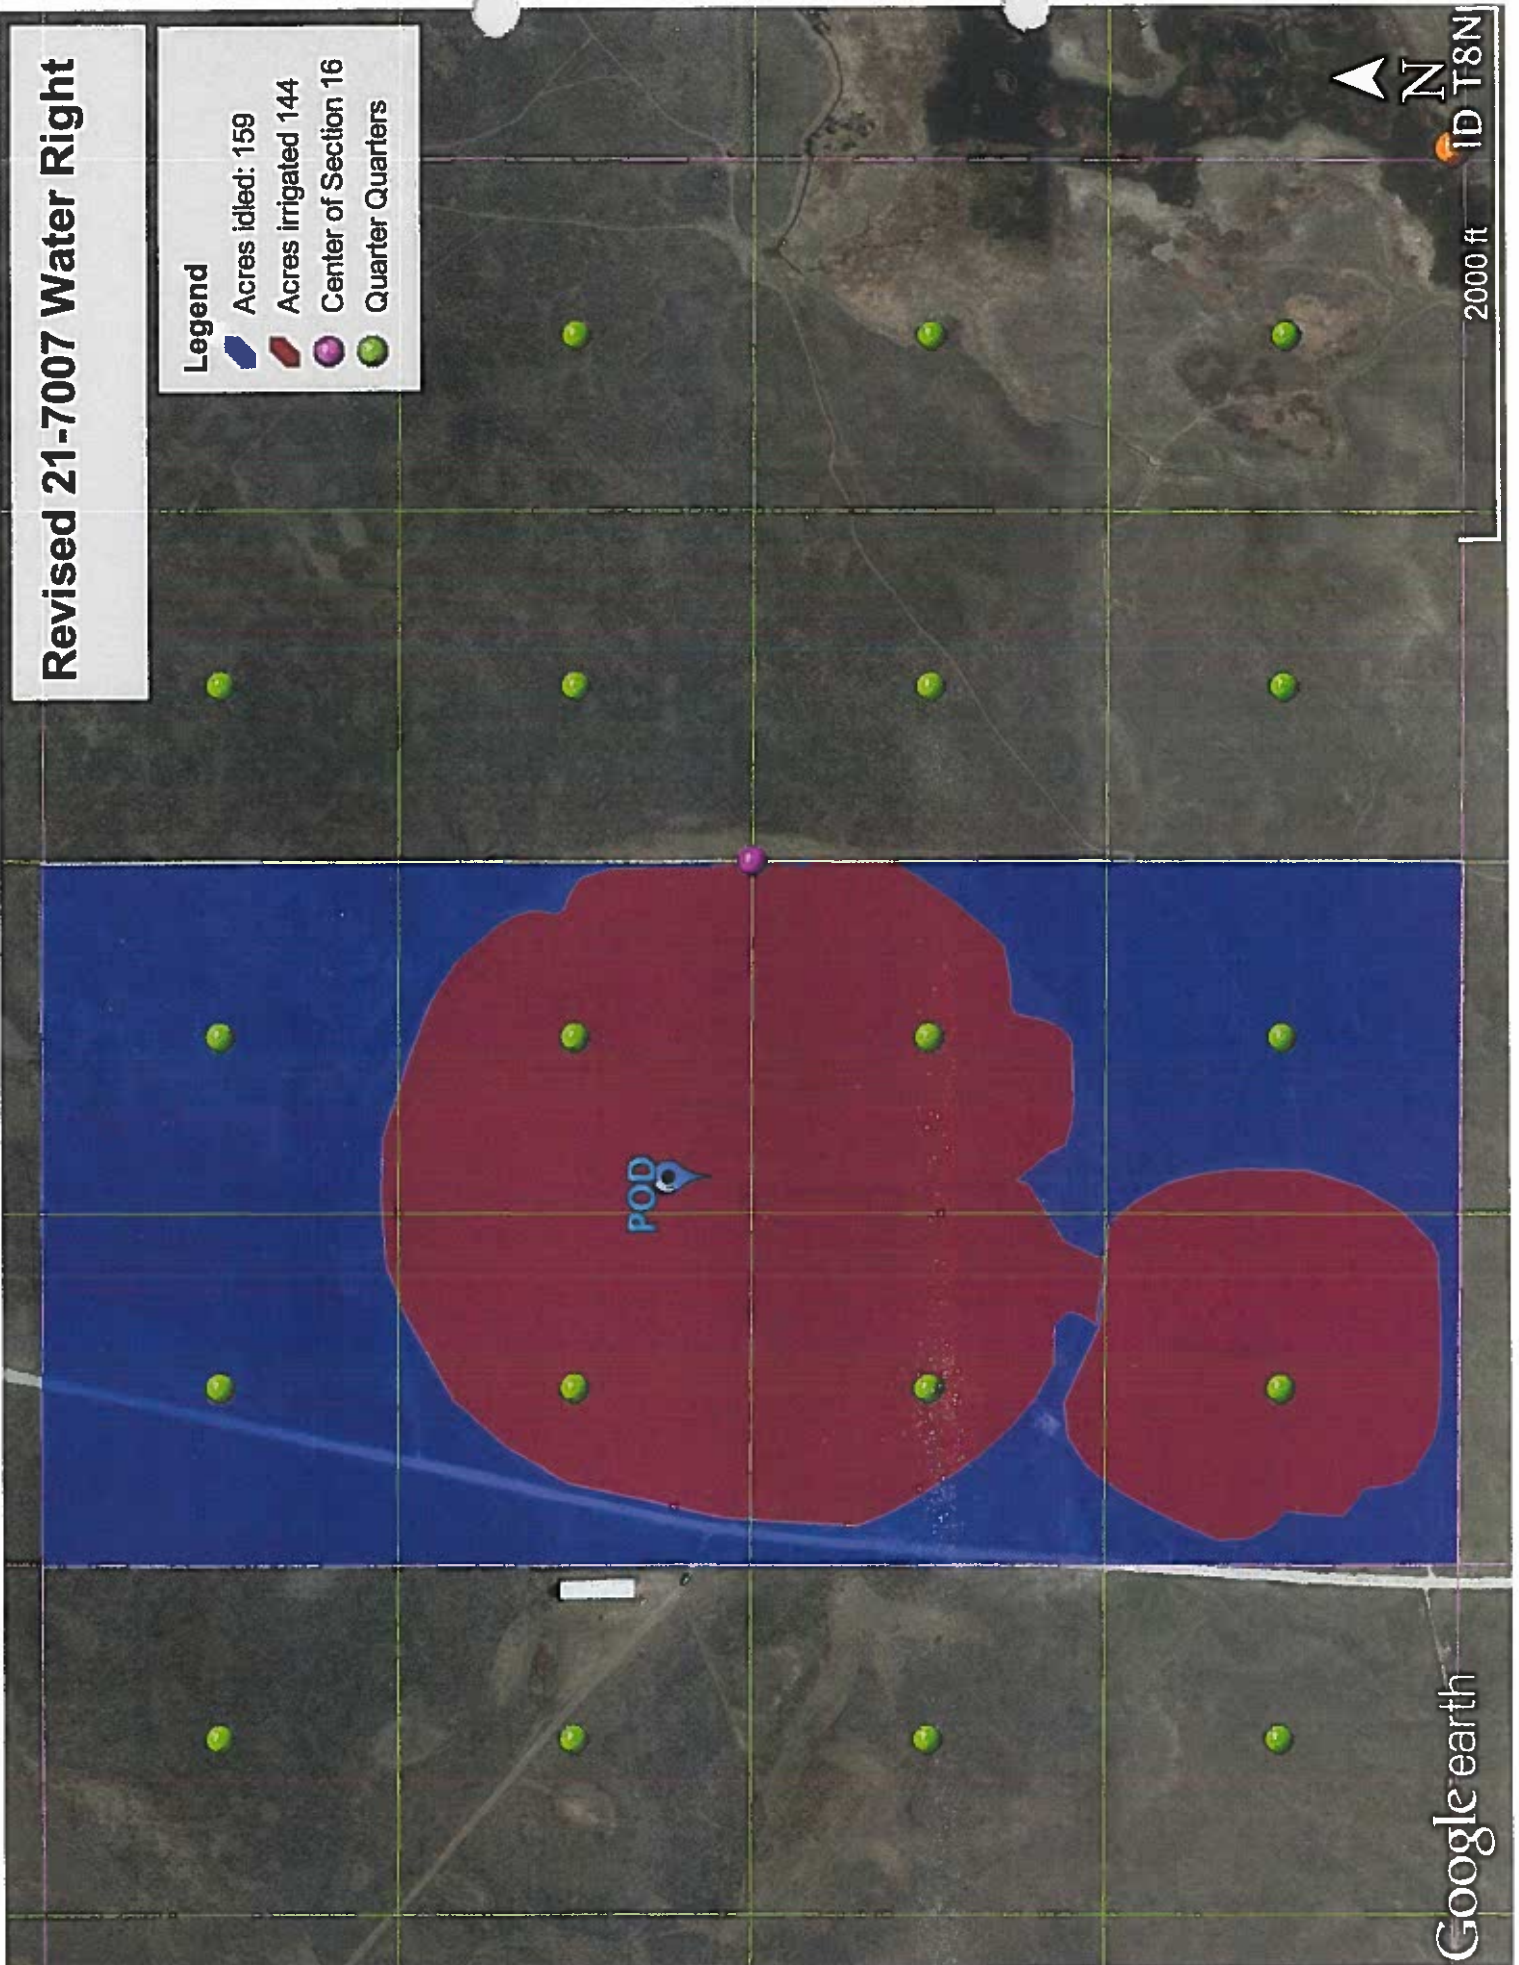 Revised 21-7007 Water Right
Legend
Acres idled: 159
Acres irrigated 144
Center of Section 16
Quarter Quarters
POD
N
ID T8N
2000 ft
Google earth